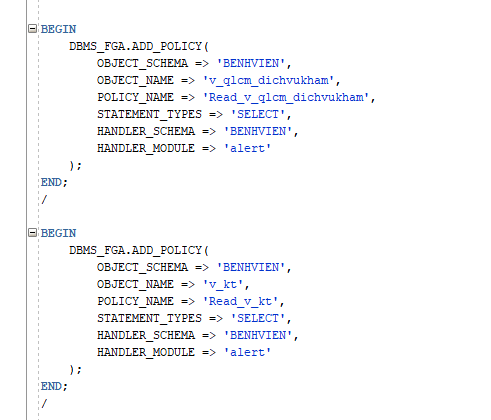 BEGIN
    DBMS_FGA.ADD_POLICY(
        OBJECT_SCHEMA => 'BENHVIEN',
        OBJECT_NAME => 'v_qlcm_dichvukham',
        POLICY_NAME => 'Read_v_qlcm_dichvukham',
        STATEMENT_TYPES => 'SELECT',
        HANDLER_SCHEMA => 'BENHVIEN',
        HANDLER_MODULE => 'alert'
    );
END;
/
BEGIN
    DBMS_FGA.ADD_POLICY(
        OBJECT_SCHEMA => 'BENHVIEN',
        OBJECT_NAME => 'v_kt',
        POLICY_NAME => 'Read_v_kt',
        STATEMENT_TYPES => 'SELECT',
        HANDLER_SCHEMA => 'BENHVIEN',
        HANDLER_MODULE => 'alert'
    );
END;
/